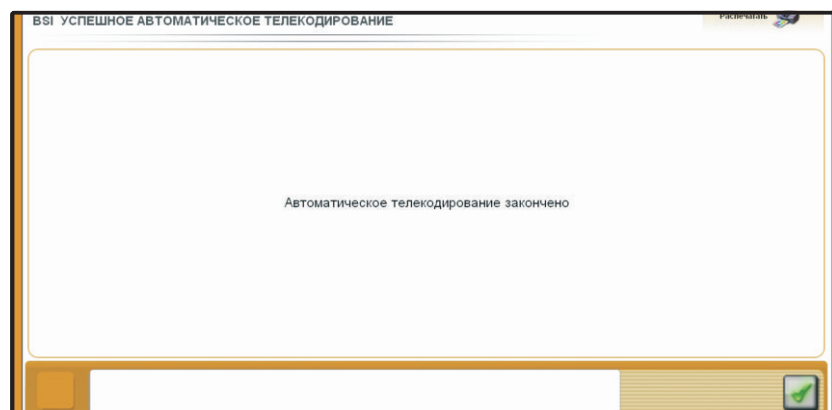 BSI УСПЕШНОЕ АВТОМАТИЧЕСКОЕ ТЕЛЕКОДИРОВАНИЕ
Распечатать
Автоматическое телекодирование закончено